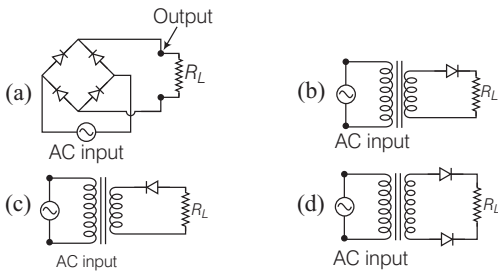 Output
(a)
R_L
AC input
(b)
R_L
AC input
(c)
R_L
AC input
(d)
R_L
AC input